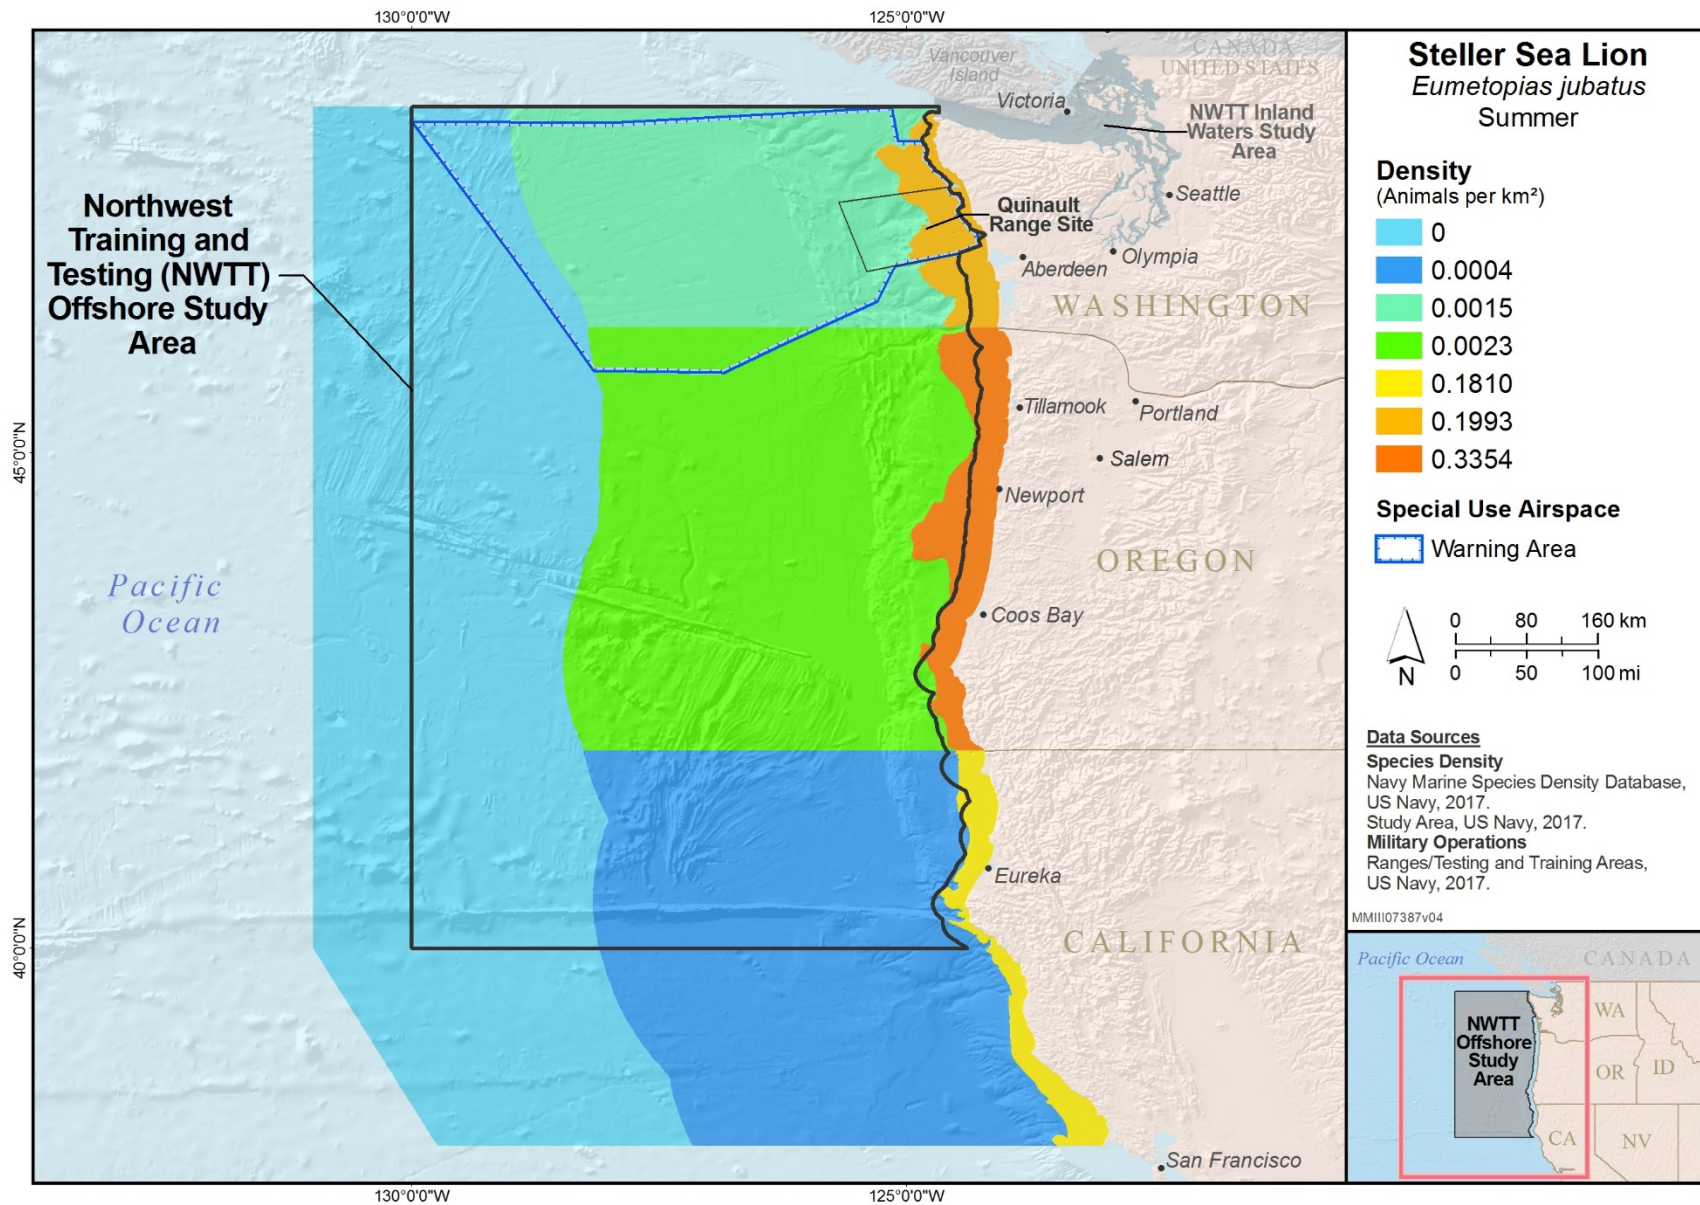 130°0'0"W
125°0'0"W
Vancouver
Island
CANADA
UNITED STATES
Victoria
NWTT Inland
Waters Study
Area
Seattle
Northwest
Training and
Testing (NWTT)
Offshore Study
Area
Quinault
Range Site
Aberdeen
Olympia
WASHINGTON
Tillamook
Portland
45°0'0"N
Salem
Newport
OREGON
Pacific
Ocean
Coos Bay
Eureka
40°0'0"N
CALIFORNIA
San Francisco
130°0'0"W
125°0'0"W
Steller Sea Lion
Eumetopias jubatus
Summer
Density
(Animals per km²)
0
0.0004
0.0015
0.0023
0.1810
0.1993
0.3354
Special Use Airspace
Warning Area
N
0 80 160 km
0 50 100 mi
Data Sources
Species Density
Navy Marine Species Density Database,
US Navy, 2017.
Study Area, US Navy, 2017.
Military Operations
Ranges/Testing and Training Areas,
US Navy, 2017.
MMIII07387v04
Pacific Ocean
CANADA
NWTT
Offshore
Study
Area
WA
OR
ID
CA
NV